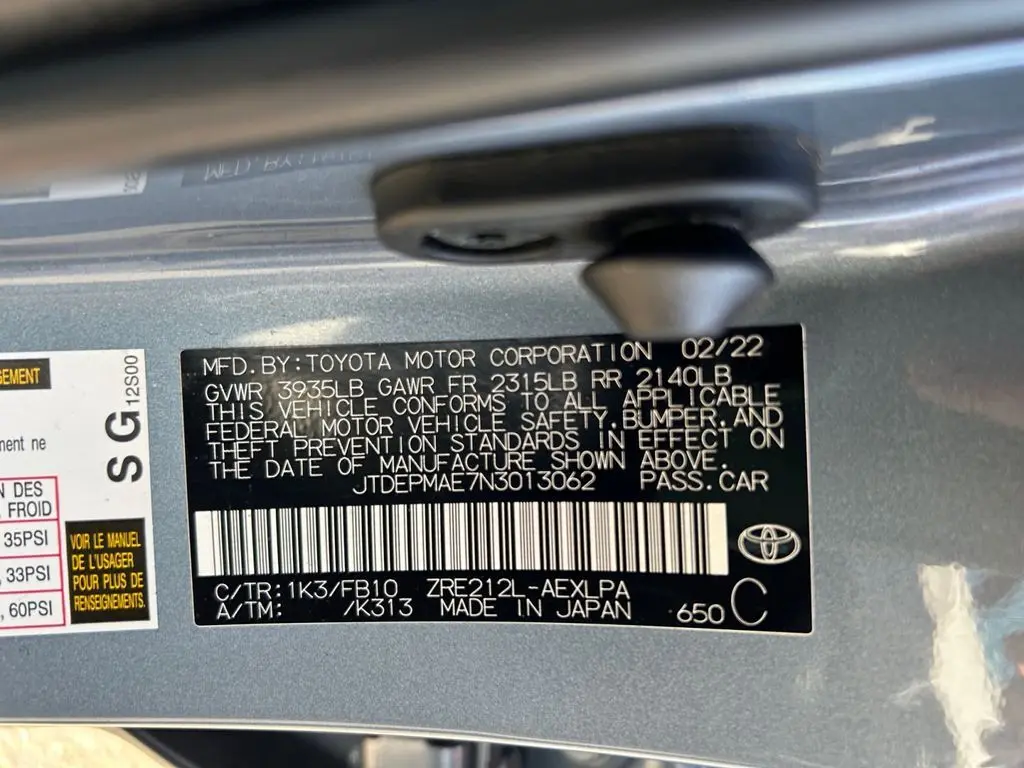 MFD.BY:
GEMENT
S G 12S00
ment ne
N DES
, FROID
35PSI
, 33PSI
, 60PSI
VOIR LE MANUEL
DE L'USAGER
POUR PLUS DE
RENSEIGNEMENTS.
MFD.BY:TOYOTA MOTOR CORPORATION 02/22
GVWR 3935LB GAWR FR 2315LB RR 2140LB
THIS VEHICLE CONFORMS TO ALL APPLICABLE
FEDERAL MOTOR VEHICLE SAFETY,BUMPER,AND
THEFT PREVENTION STANDARDS IN EFFECT ON
THE DATE OF MANUFACTURE SHOWN ABOVE.
JTDEPMAE7N3013062 PASS.CAR
C/TR:1K3/FB10 ZRE212L-AEXLPA
A/TM: /K313 MADE IN JAPAN 650 C